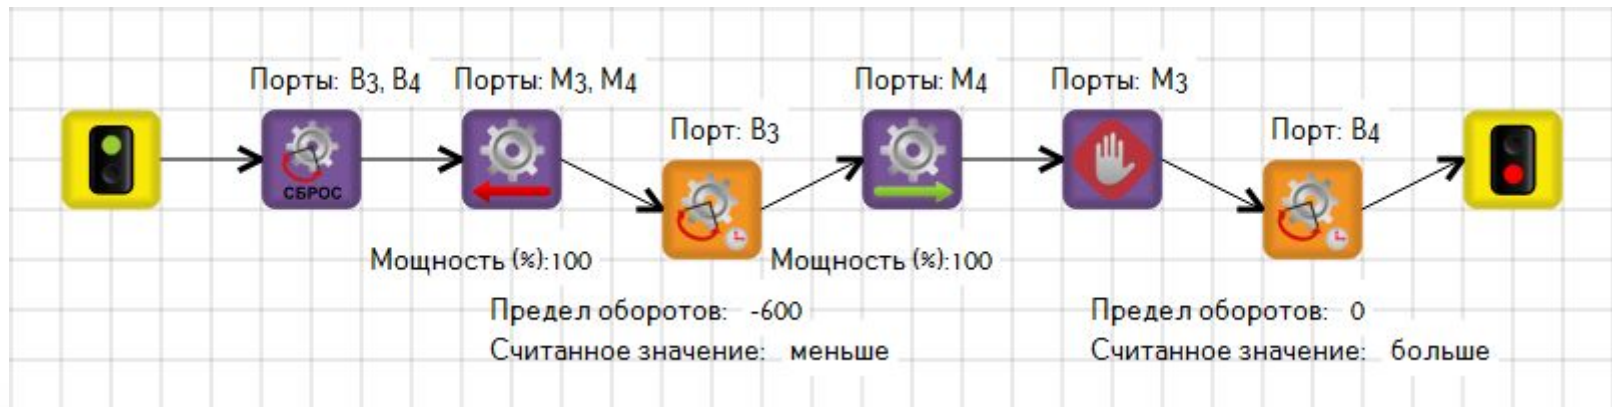 Порты: B3, B4
Порты: M3, M4
Порты: M4
Порты: M3
Порт: B3
Порт: B4
СБРОС
Мощность (%):100
Мощность (%):100
Предел оборотов: -600
Считанное значение: меньше
Предел оборотов: 0
Считанное значение: больше